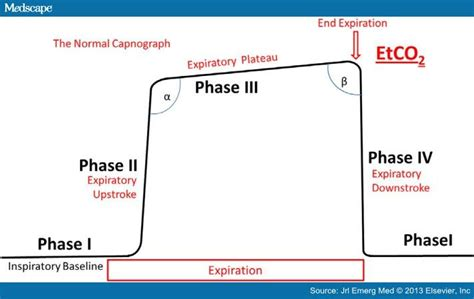 Medscape
End Expiration
The Normal Capnograph
Expiratory Plateau
EtCO2
Phase III
α
β
Phase II
Expiratory
Upstroke
Phase IV
Expiratory
Downstroke
Phase I
PhaseI
Inspiratory Baseline
Expiration
Source: Jrl Emerg Med © 2013 Elsevier, Inc